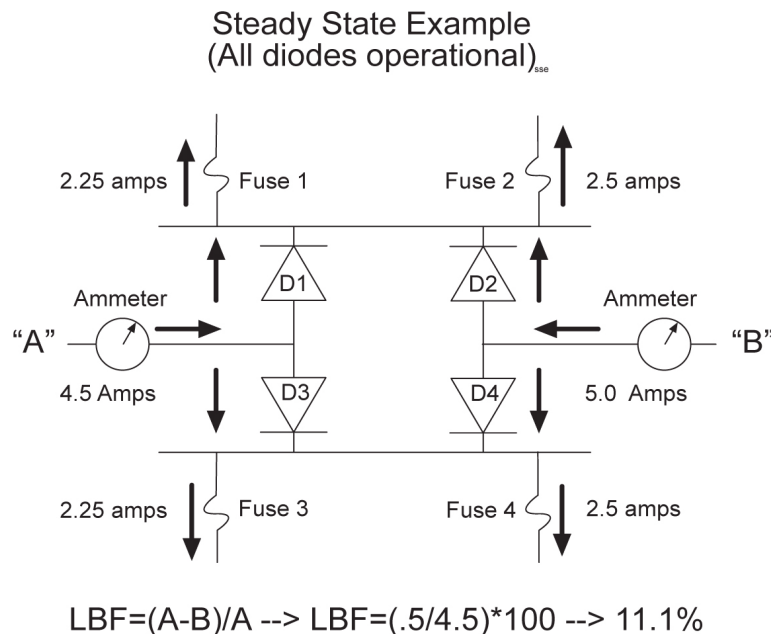 Steady State Example
(All diodes operational)sse
2.25 amps
Fuse 1
Fuse 2
2.5 amps
D1
D2
Ammeter
Ammeter
“A”
“B”
4.5 Amps
D3
D4
5.0 Amps
2.25 amps
Fuse 3
Fuse 4
2.5 amps
LBF=(A-B)/A --> LBF=(.5/4.5)*100 --> 11.1%